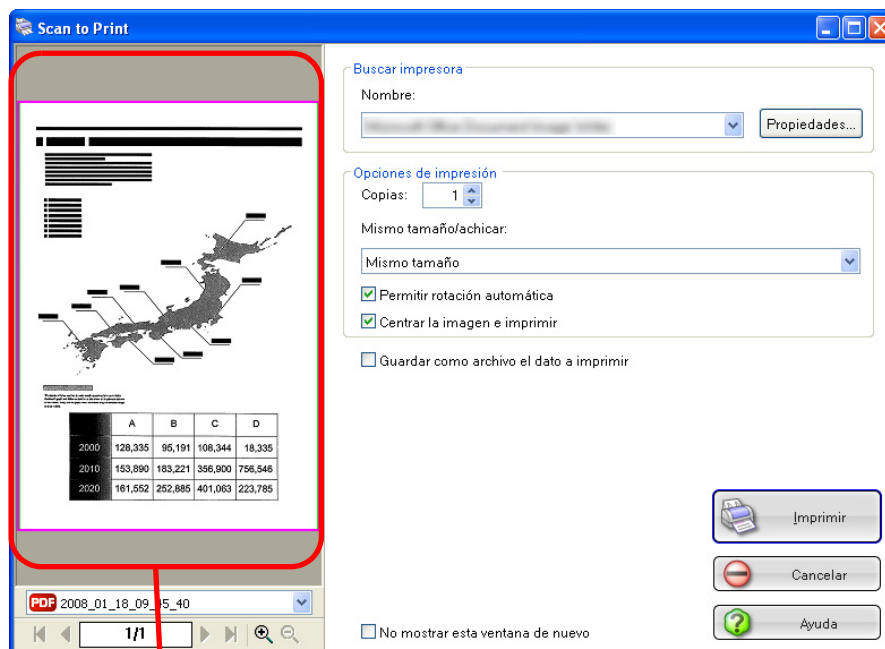 Scan to Print
Buscar impresora
Nombre:
Propiedades...
Opciones de impresión
Copias: 1
Mismo tamaño/achicar:
Mismo tamaño
Permitir rotación automática
Centrar la imagen e imprimir
Guardar como archivo el dato a imprimir
A B C D
2000 128,335 95,191 108,344 18,335
2010 153,890 183,221 356,900 756,546
2020 161,552 252,885 401,063 223,785
Imprimir
Cancelar
Ayuda
PDF 2008_01_18_09_45_40
1/1
No mostrar esta ventana de nuevo